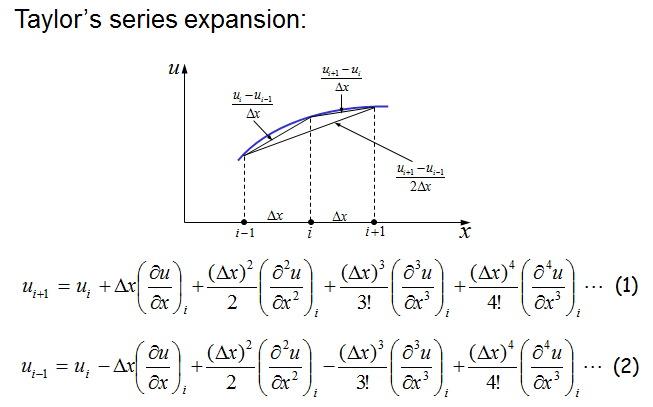 Taylor's series expansion:
u
(u_{i+1} − u_i)/Δx
(u_i − u_{i−1})/Δx
(u_{i+1} − u_{i−1})/2Δx
Δx Δx
i−1 i i+1 x
u_{i+1} = u_i + Δx(∂u/∂x)_i + (Δx)^2/2 (∂^2u/∂x^2)_i + (Δx)^3/3! (∂^3u/∂x^3)_i + (Δx)^4/4! (∂^4u/∂x^3)_i ⋯ (1)
u_{i−1} = u_i − Δx(∂u/∂x)_i + (Δx)^2/2 (∂^2u/∂x^2)_i − (Δx)^3/3! (∂^3u/∂x^3)_i + (Δx)^4/4! (∂^4u/∂x^3)_i ⋯ (2)